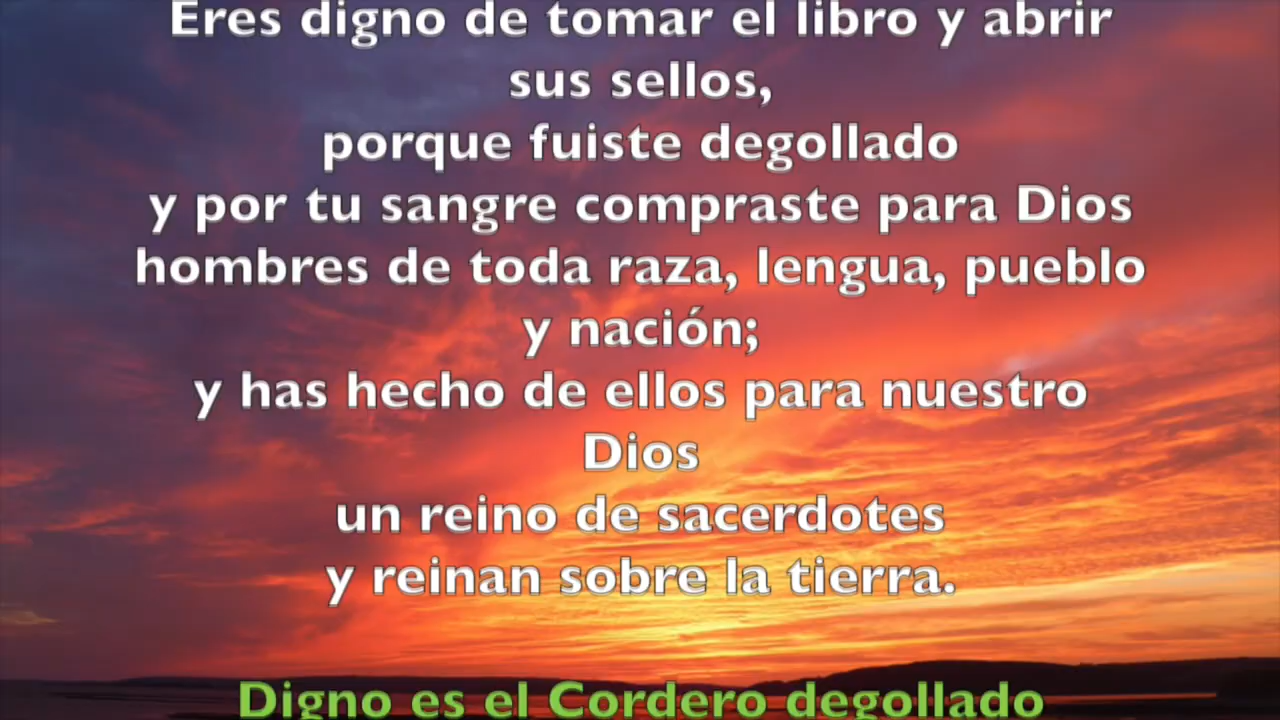 Eres digno de tomar el libro y abrir
sus sellos,
porque fuiste degollado
y por tu sangre compraste para Dios
hombres de toda raza, lengua, pueblo
y nación;
y has hecho de ellos para nuestro
Dios
un reino de sacerdotes
y reinan sobre la tierra.
Digno es el Cordero degollado